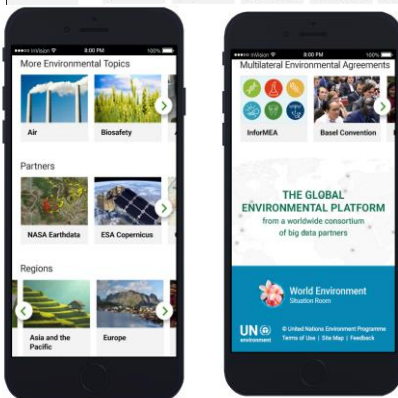 InVision
8:00 PM
100%
More Environmental Topics
Air
Biosafety
Partners
NASA Earthdata
ESA Copernicus
Regions
Asia and the
Pacific
Europe
InVision
8:00 PM
100%
Multilateral Environmental Agreements
InforMEA
Basel Convention
THE GLOBAL
ENVIRONMENTAL PLATFORM
from a worldwide consortium
of big data partners
World Environment
Situation Room
UN
environment
© United Nations Environment Programme
Terms of Use | Site Map | Feedback